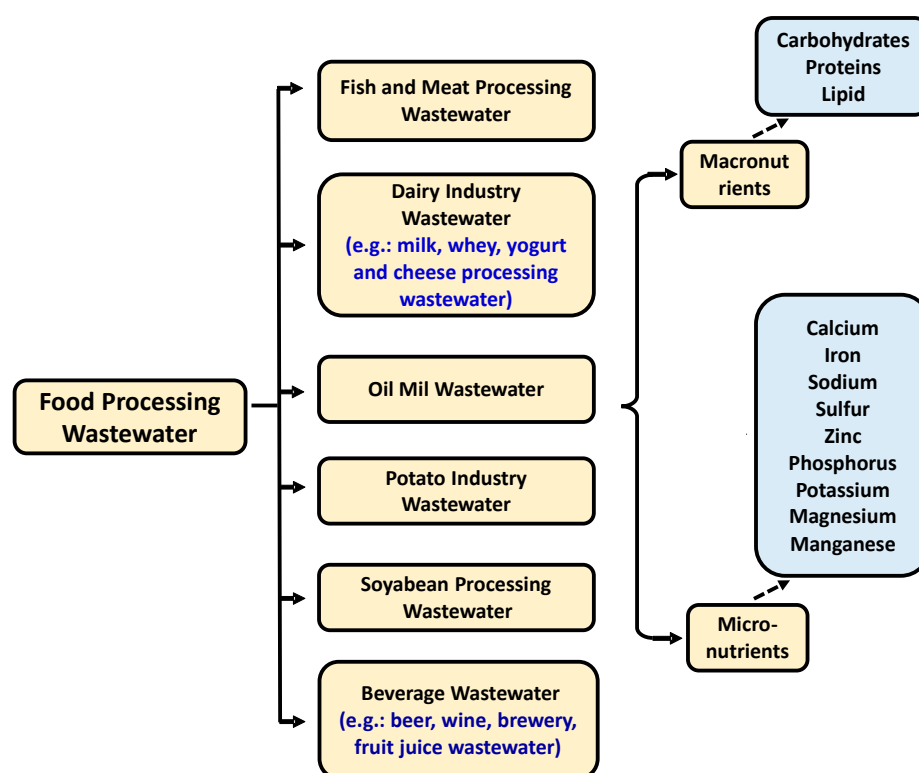 Food Processing
Wastewater
Fish and Meat Processing
Wastewater
Dairy Industry
Wastewater
(e.g.: milk, whey, yogurt
and cheese processing
wastewater)
Oil Mil Wastewater
Potato Industry
Wastewater
Soyabean Processing
Wastewater
Beverage Wastewater
(e.g.: beer, wine, brewery,
fruit juice wastewater)
Macronut
rients
Carbohydrates
Proteins
Lipid
Micro-
nutrients
Calcium
Iron
Sodium
Sulfur
Zinc
Phosphorus
Potassium
Magnesium
Manganese